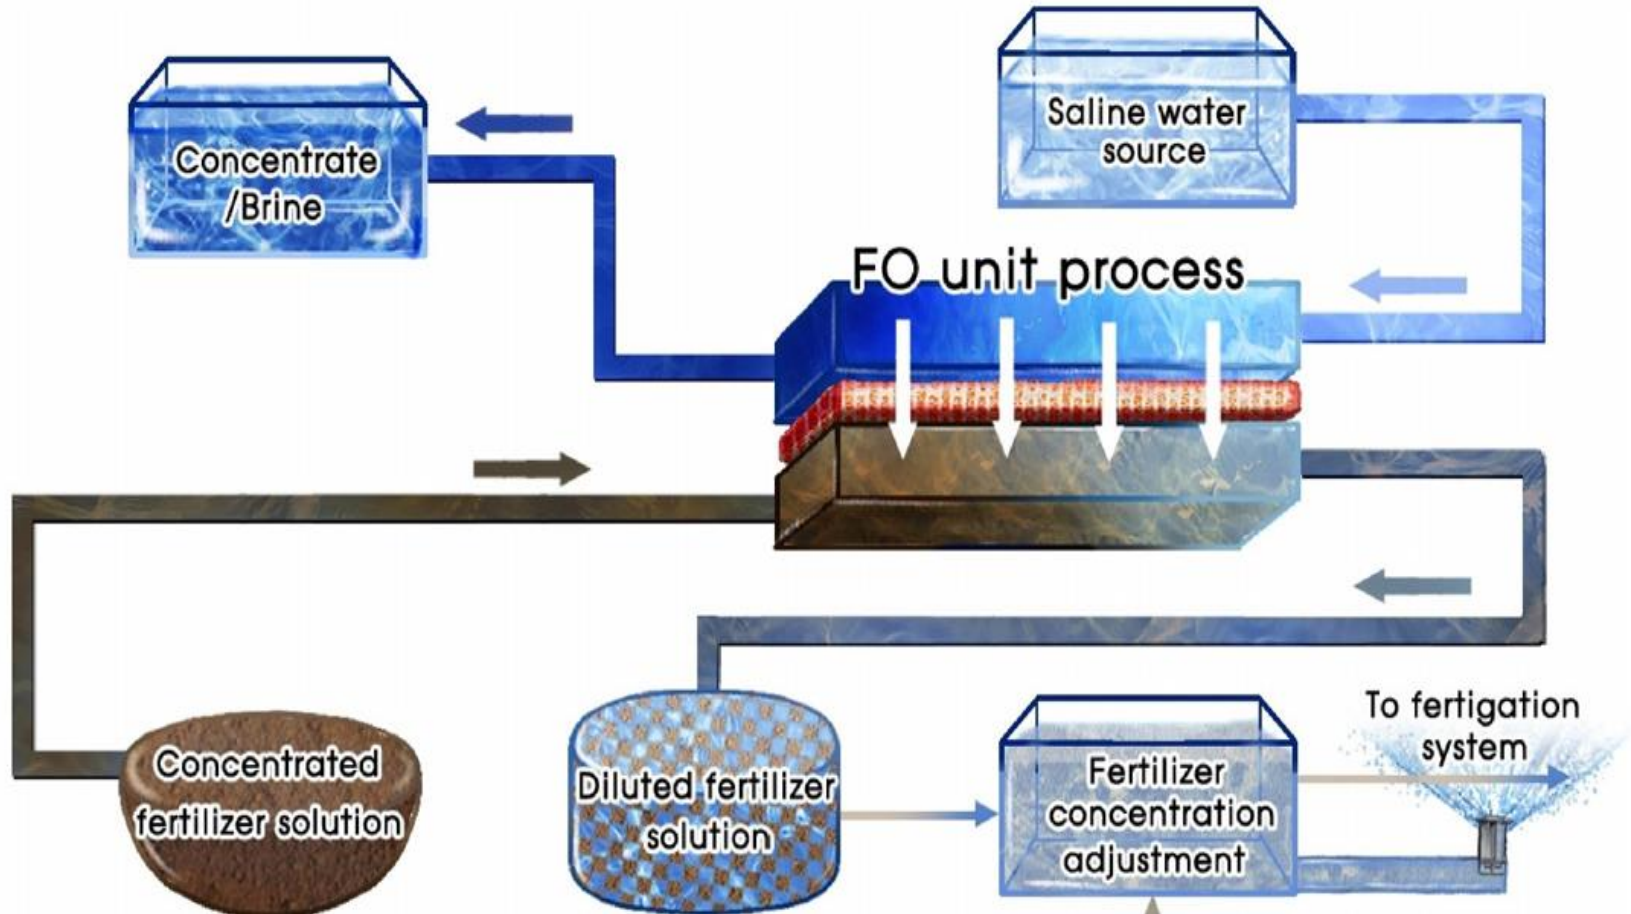 Saline water
source
Concentrate
/Brine
FO unit process
To fertigation
system
Concentrated
fertilizer solution
Diluted fertilizer
solution
Fertilizer
concentration
adjustment